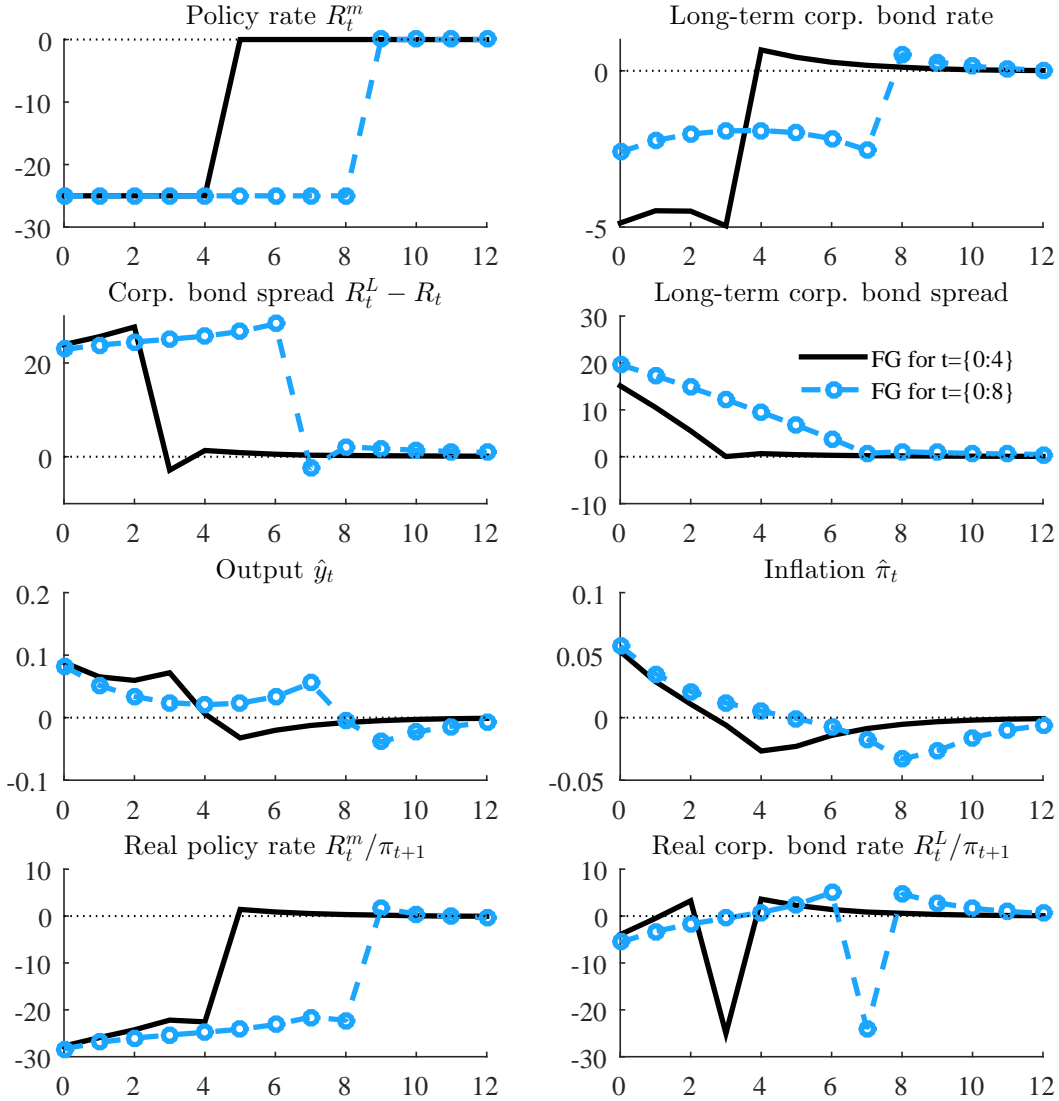 Policy rate $R_t^m$
0
-10
-20
-30
0 2 4 6 8 10 12
Long-term corp. bond rate
0
-5
0 2 4 6 8 10 12
Corp. bond spread $R_t^L - R_t$
20
0
0 2 4 6 8 10 12
Long-term corp. bond spread
30
20
10
0
-10
FG for t={0:4}
FG for t={0:8}
0 2 4 6 8 10 12
Output $\hat{y}_t$
0.2
0.1
0
-0.1
0 2 4 6 8 10 12
Inflation $\hat{\pi}_t$
0.1
0.05
0
-0.05
0 2 4 6 8 10 12
Real policy rate $R_t^m/\pi_{t+1}$
10
0
-10
-20
-30
0 2 4 6 8 10 12
Real corp. bond rate $R_t^L/\pi_{t+1}$
10
0
-10
-20
-30
0 2 4 6 8 10 12